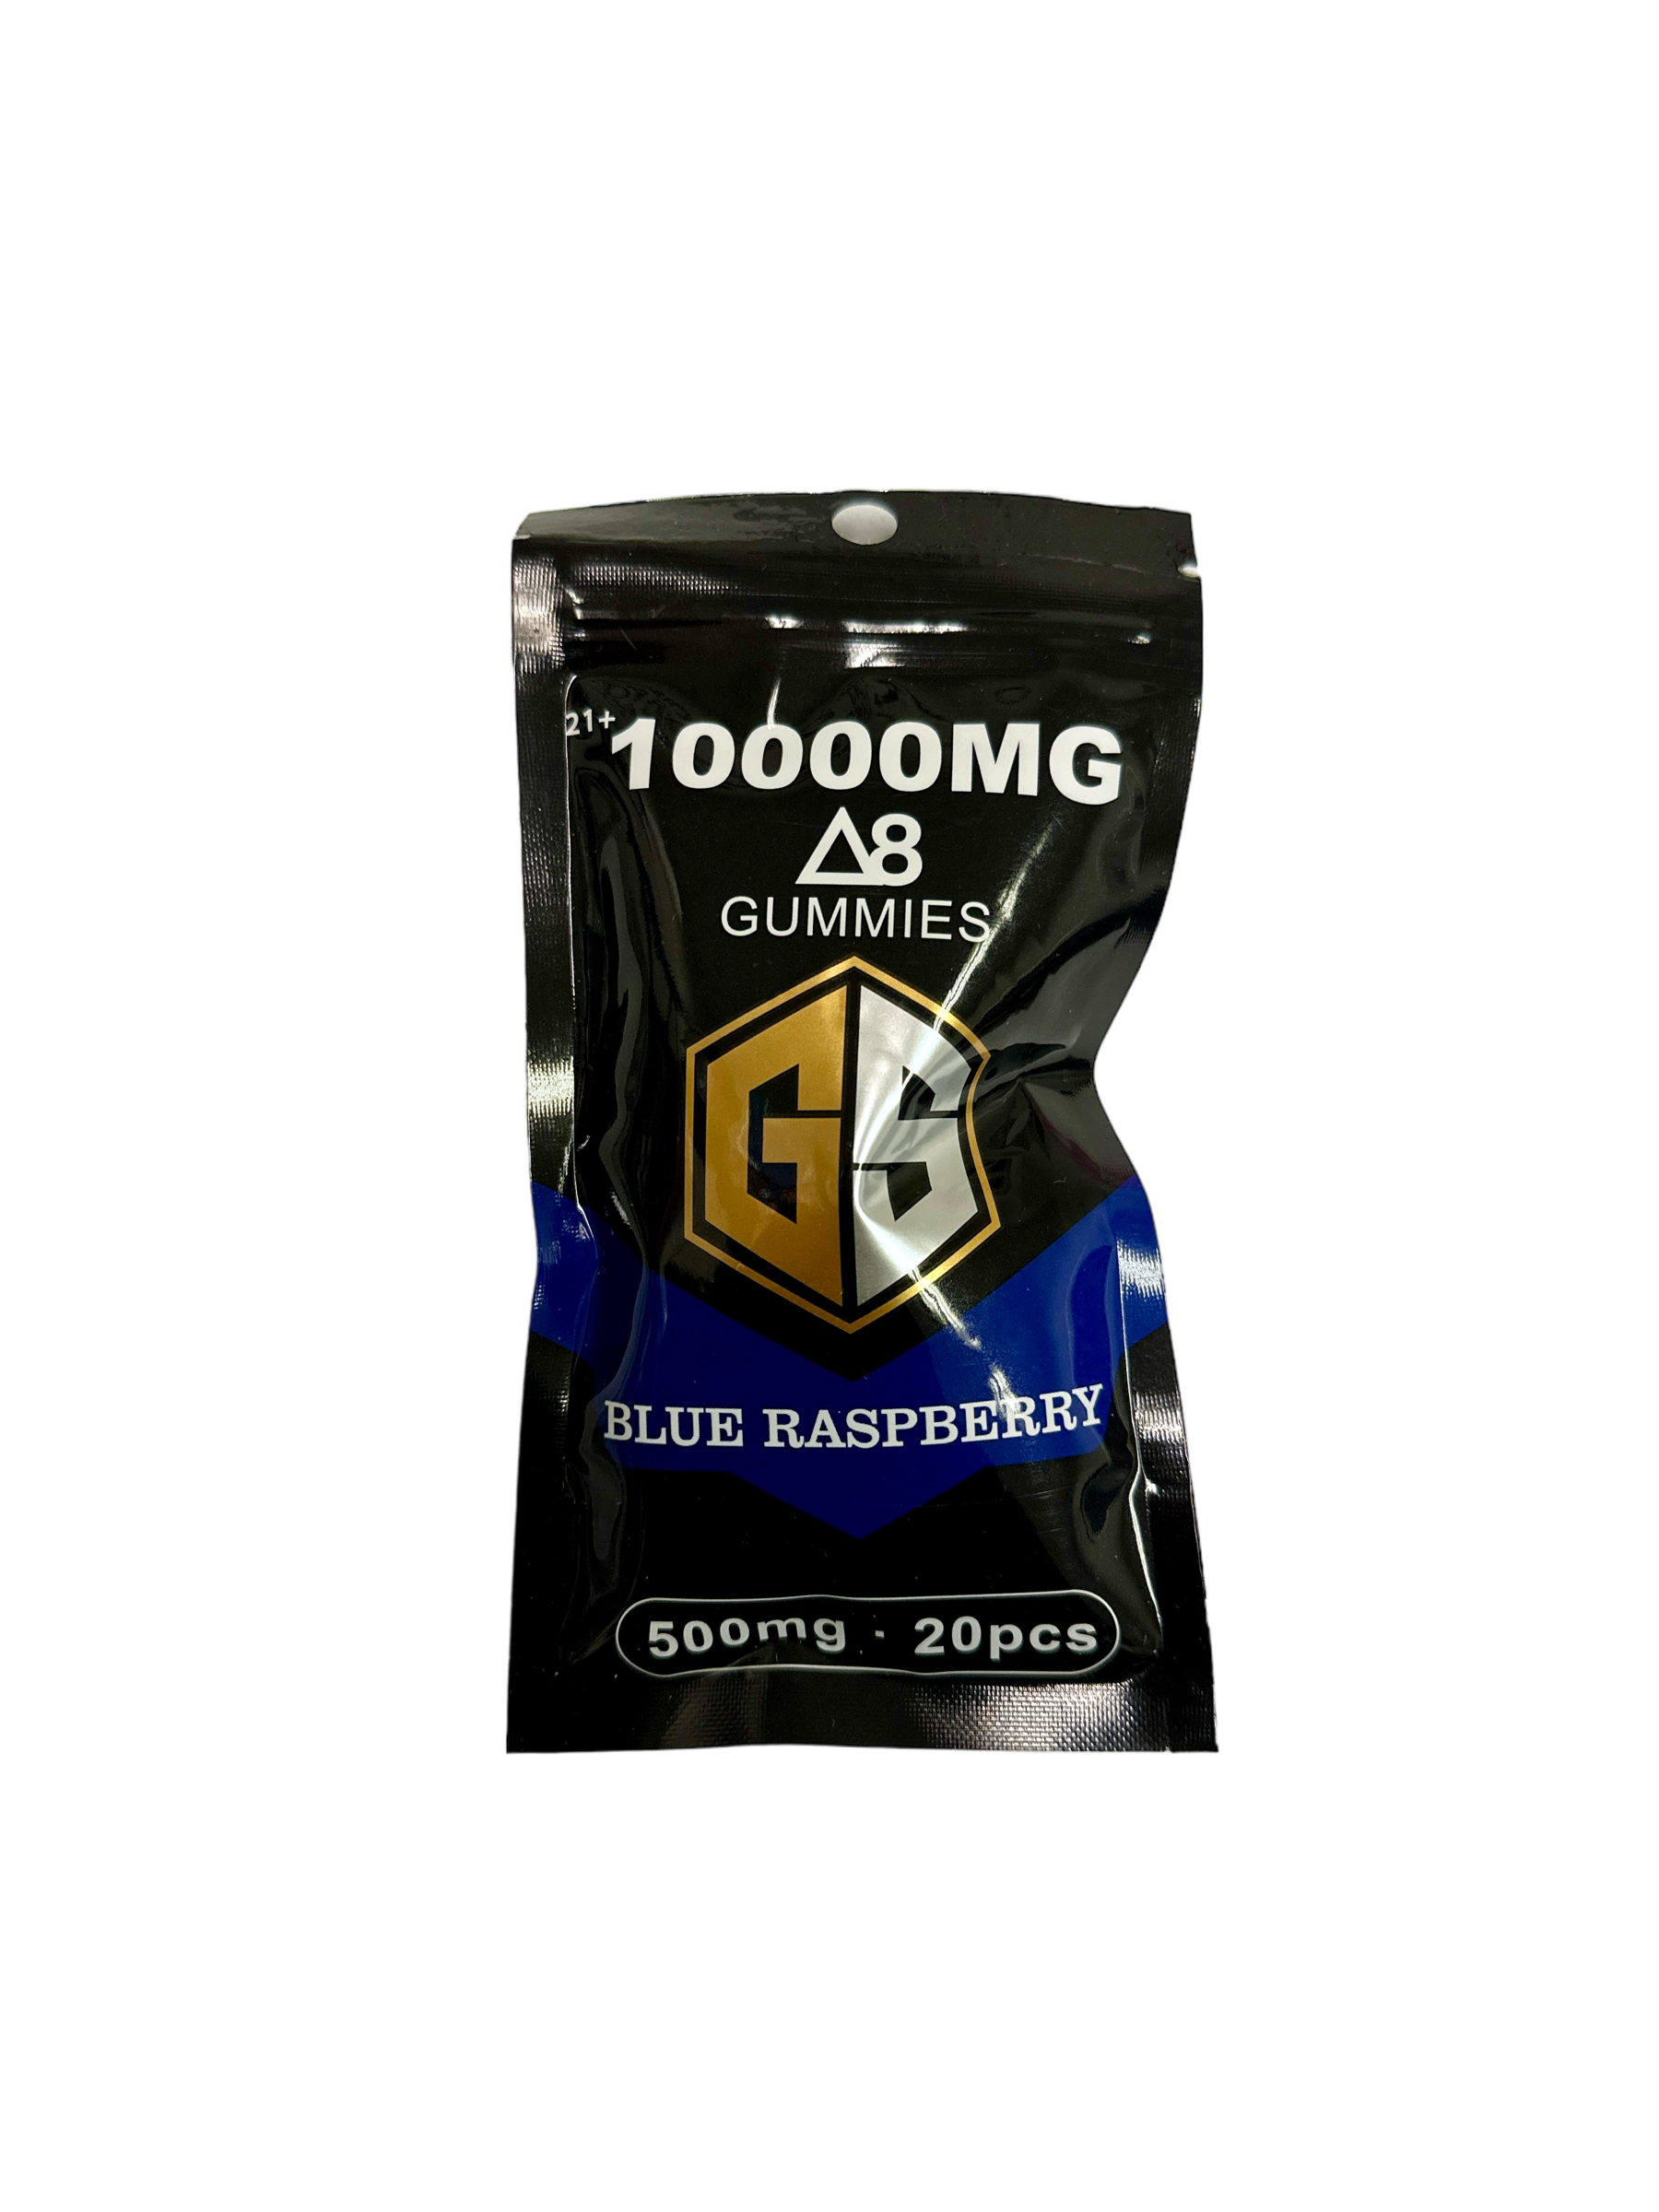 21+
10000MG
Δ8
GUMMIES
GS
BLUE RASPBERRY
500mg · 20pcs